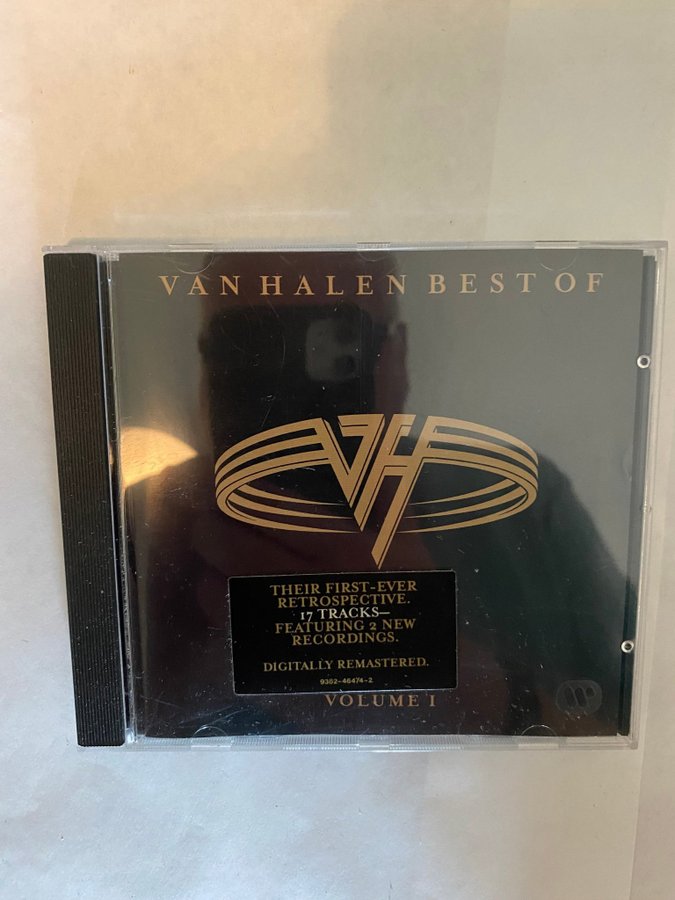 VAN HALEN BEST OF
VH
THEIR FIRST-EVER
RETROSPECTIVE.
17 TRACKS—
FEATURING 2 NEW
RECORDINGS.
DIGITALLY REMASTERED.
9362-46474-2
VOLUME I